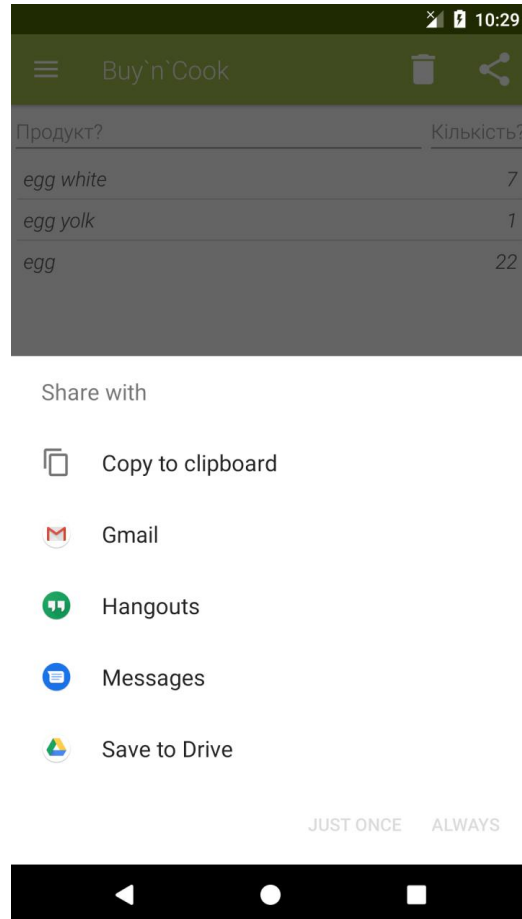 10:29
Buy`n`Cook
Продукт? Кількість?
egg white 7
egg yolk 1
egg 22
Share with
Copy to clipboard
Gmail
Hangouts
Messages
Save to Drive
JUST ONCE ALWAYS